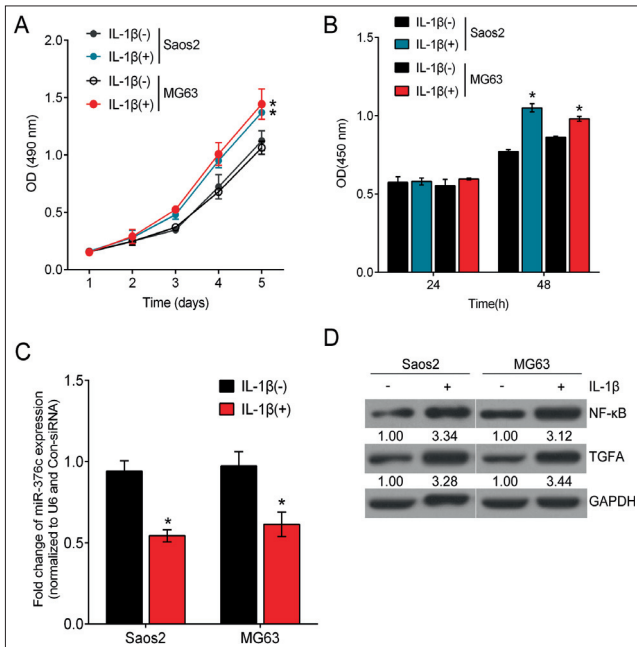 A
IL-1β(-)
IL-1β(+)
Saos2
IL-1β(-)
IL-1β(+)
MG63
2.0
1.5
1.0
0.5
0.0
OD (490 nm)
*
*
1 2 3 4 5
Time (days)
B
IL-1β(-)
IL-1β(+)
Saos2
IL-1β(-)
IL-1β(+)
MG63
1.5
1.0
0.5
0.0
OD(450 nm)
* *
24 48
Time(h)
C
IL-1β(-)
IL-1β(+)
1.5
1.0
0.5
0.0
Fold change of miR-376c expression
(normalized to U6 and Con-siRNA)
* *
Saos2 MG63
D
Saos2 MG63
- + - + IL-1β
NF-κB
1.00 3.34 1.00 3.12
TGFA
1.00 3.28 1.00 3.44
GAPDH